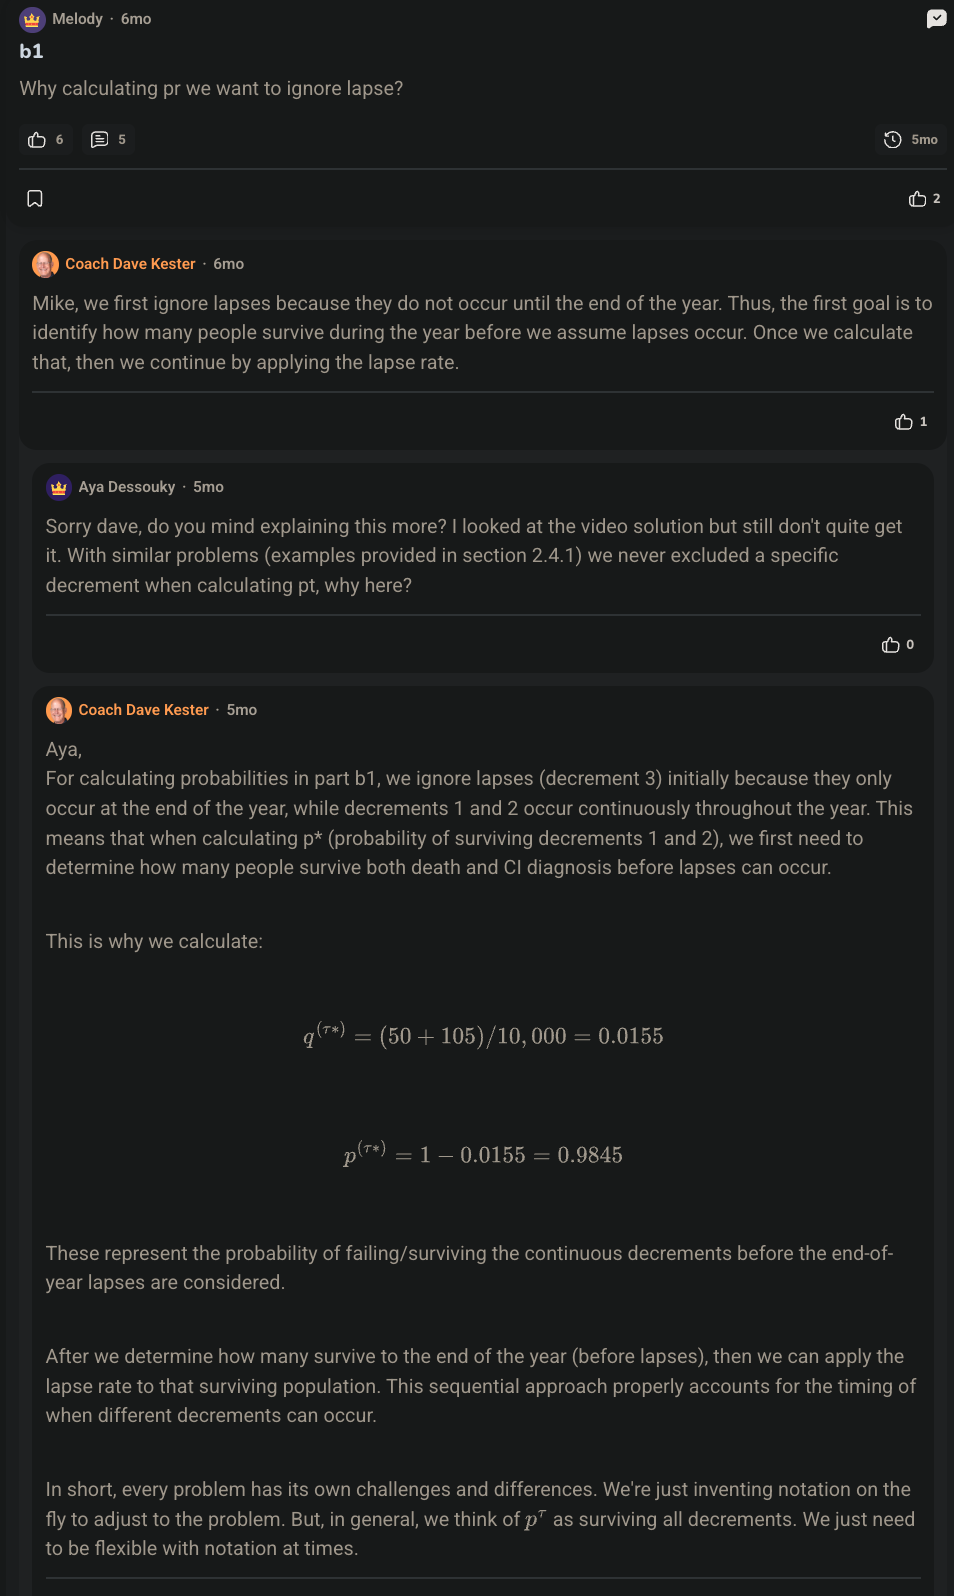 Melody · 6mo
b1
Why calculating pr we want to ignore lapse?
6 5 5mo
2
Coach Dave Kester · 6mo
Mike, we first ignore lapses because they do not occur until the end of the year. Thus, the first goal is to
identify how many people survive during the year before we assume lapses occur. Once we calculate
that, then we continue by applying the lapse rate.
1
Aya Dessouky · 5mo
Sorry dave, do you mind explaining this more? I looked at the video solution but still don't quite get
it. With similar problems (examples provided in section 2.4.1) we never excluded a specific
decrement when calculating pt, why here?
0
Coach Dave Kester · 5mo
Aya,
For calculating probabilities in part b1, we ignore lapses (decrement 3) initially because they only
occur at the end of the year, while decrements 1 and 2 occur continuously throughout the year. This
means that when calculating p* (probability of surviving decrements 1 and 2), we first need to
determine how many people survive both death and CI diagnosis before lapses can occur.
This is why we calculate:
q^(τ*) = (50 + 105)/10,000 = 0.0155
p^(τ*) = 1 − 0.0155 = 0.9845
These represent the probability of failing/surviving the continuous decrements before the end-of-
year lapses are considered.
After we determine how many survive to the end of the year (before lapses), then we can apply the
lapse rate to that surviving population. This sequential approach properly accounts for the timing of
when different decrements can occur.
In short, every problem has its own challenges and differences. We're just inventing notation on the
fly to adjust to the problem. But, in general, we think of p^τ as surviving all decrements. We just need
to be flexible with notation at times.